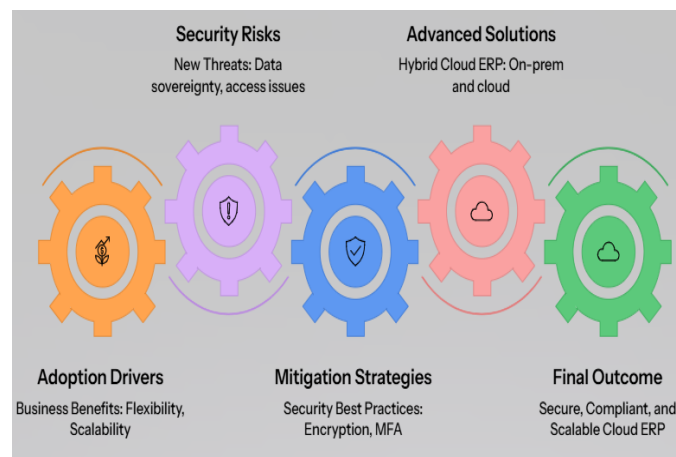 Security Risks
New Threats: Data
sovereignty, access issues
Advanced Solutions
Hybrid Cloud ERP: On-prem
and cloud
Adoption Drivers
Business Benefits: Flexibility,
Scalability
Mitigation Strategies
Security Best Practices:
Encryption, MFA
Final Outcome
Secure, Compliant, and
Scalable Cloud ERP